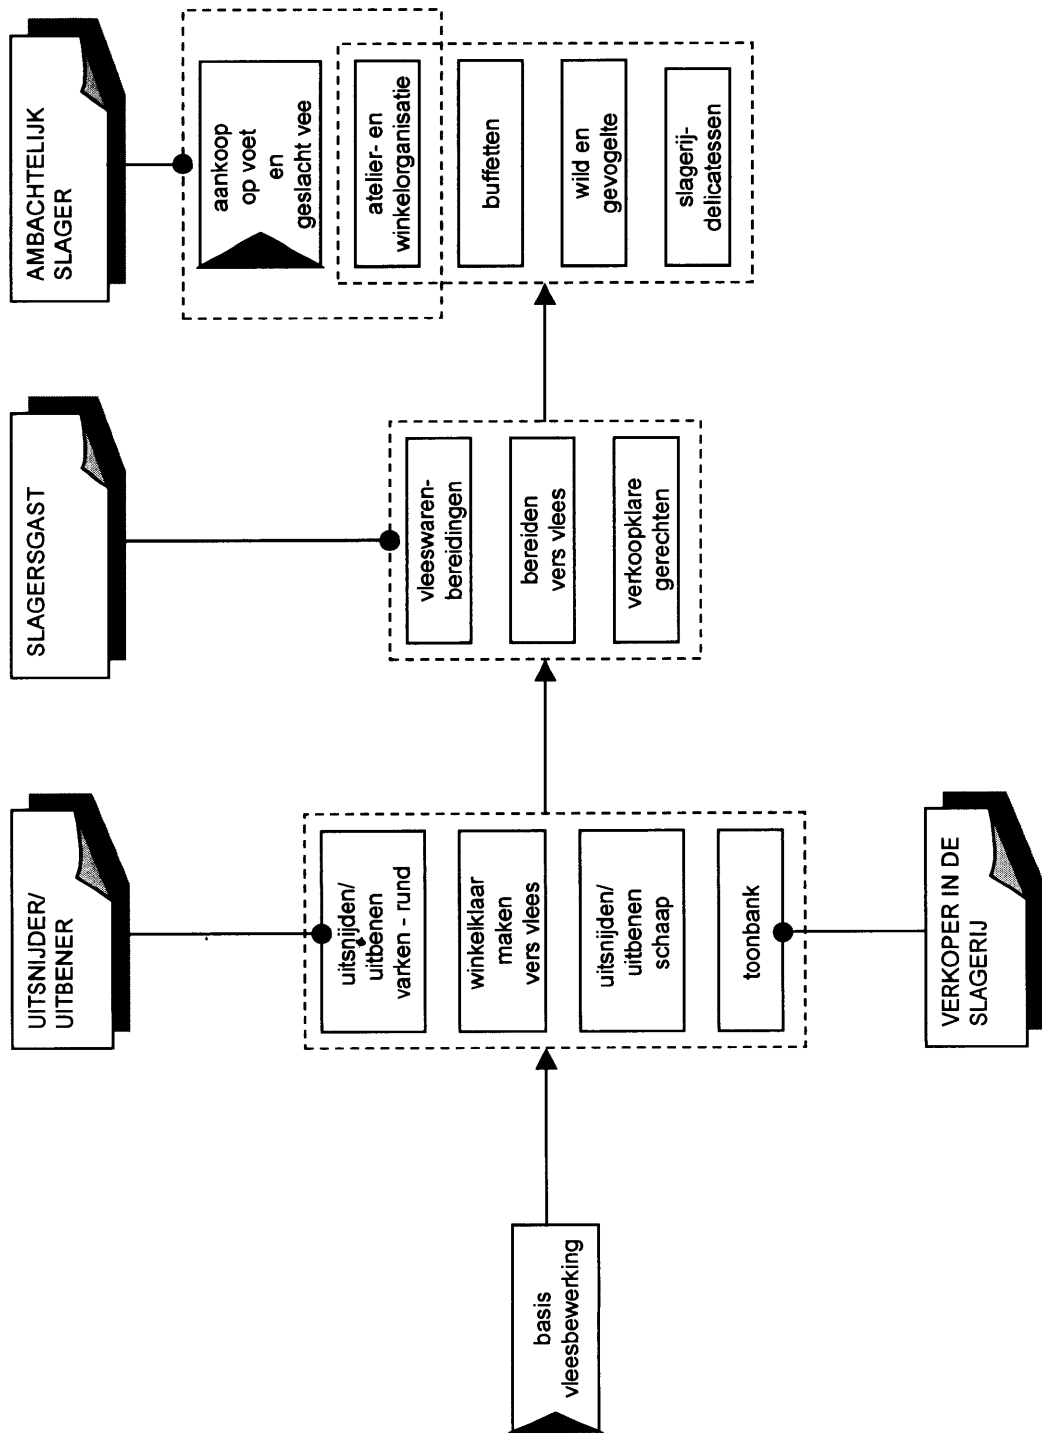 UITSNIJDER/
UITBENER
SLAGERSGAST
AMBACHTELIJK
SLAGER
basis
vleesbewerking
uitsnijden/
uitbenen
varken - rund
winkelklaar
maken
vers vlees
uitsnijden/
uitbenen
schaap
toonbank
vleeswaren-
bereidingen
bereiden
vers vlees
verkoopklare
gerechten
aankoop
op voet
en
geslacht vee
atelier- en
winkelorganisatie
buffetten
wild en
gevogelte
slagerij-
delicatessen
VERKOPER IN DE
SLAGERIJ